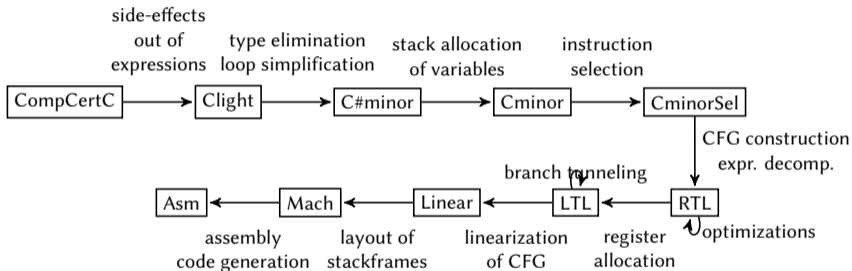 side-effects
out of
expressions
type elimination
loop simplification
stack allocation
of variables
instruction
selection
CompCertC
Clight
C#minor
Cminor
CminorSel
CFG construction
expr. decomp.
branch tunneling
Asm
Mach
Linear
LTL
RTL
optimizations
assembly
code generation
layout of
stackframes
linearization
of CFG
register
allocation